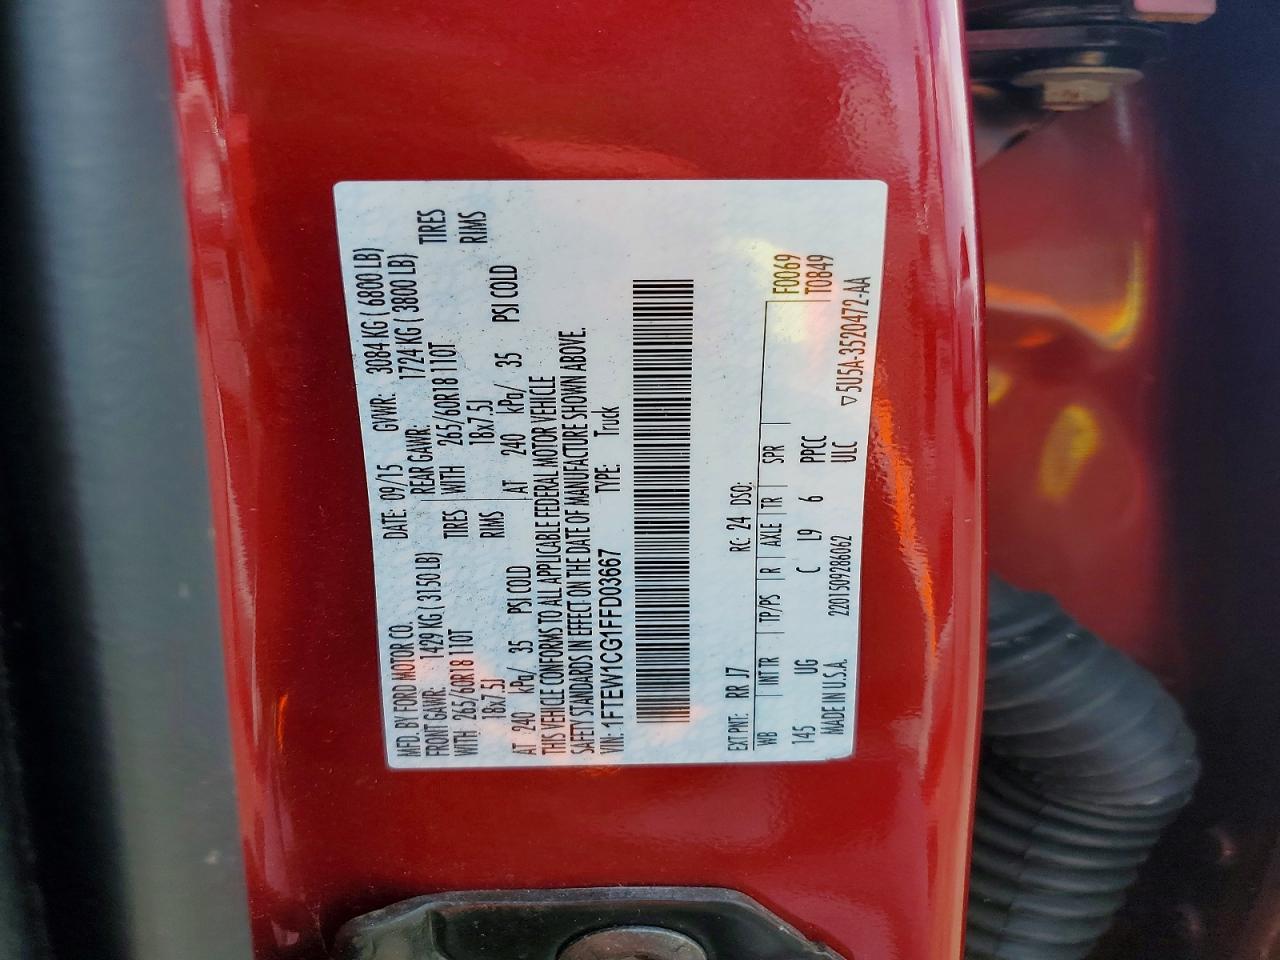 MFD. BY FORD MOTOR CO.
DATE: 09/15 GVWR: 3084 KG ( 6800 LB)
FRONT GAWR: 1429 KG ( 3150 LB) REAR GAWR: 1724 KG ( 3800 LB)
WITH 265/60R18 110T TIRES WITH 265/60R18 110T TIRES
18x7.5J RIMS 18x7.5J RIMS
AT 240 kPa/ 35 PSI COLD AT 240 kPa/ 35 PSI COLD
THIS VEHICLE CONFORMS TO ALL APPLICABLE FEDERAL MOTOR VEHICLE
SAFETY STANDARDS IN EFFECT ON THE DATE OF MANUFACTURE SHOWN ABOVE.
VIN: 1FTEW1CG1FFD03667 TYPE: Truck
EXT PNT: RR J7 RC: 24 DSO: F0069
WB INT TR TP/PS R AXLE TR SPR T0849
145 UG C L9 6 PPCC
MADE IN U.S.A. 2201509286062 ULC ▽5U5A-3520472-AA